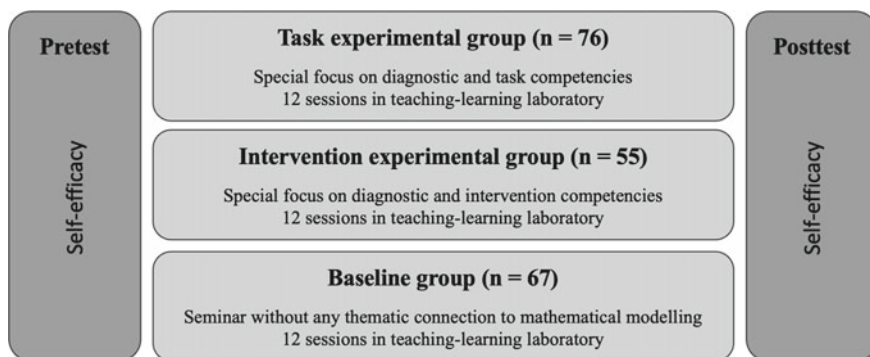 Pretest
Self-efficacy
Task experimental group (n = 76)
Special focus on diagnostic and task competencies
12 sessions in teaching-learning laboratory
Intervention experimental group (n = 55)
Special focus on diagnostic and intervention competencies
12 sessions in teaching-learning laboratory
Baseline group (n = 67)
Seminar without any thematic connection to mathematical modelling
12 sessions in teaching-learning laboratory
Posttest
Self-efficacy